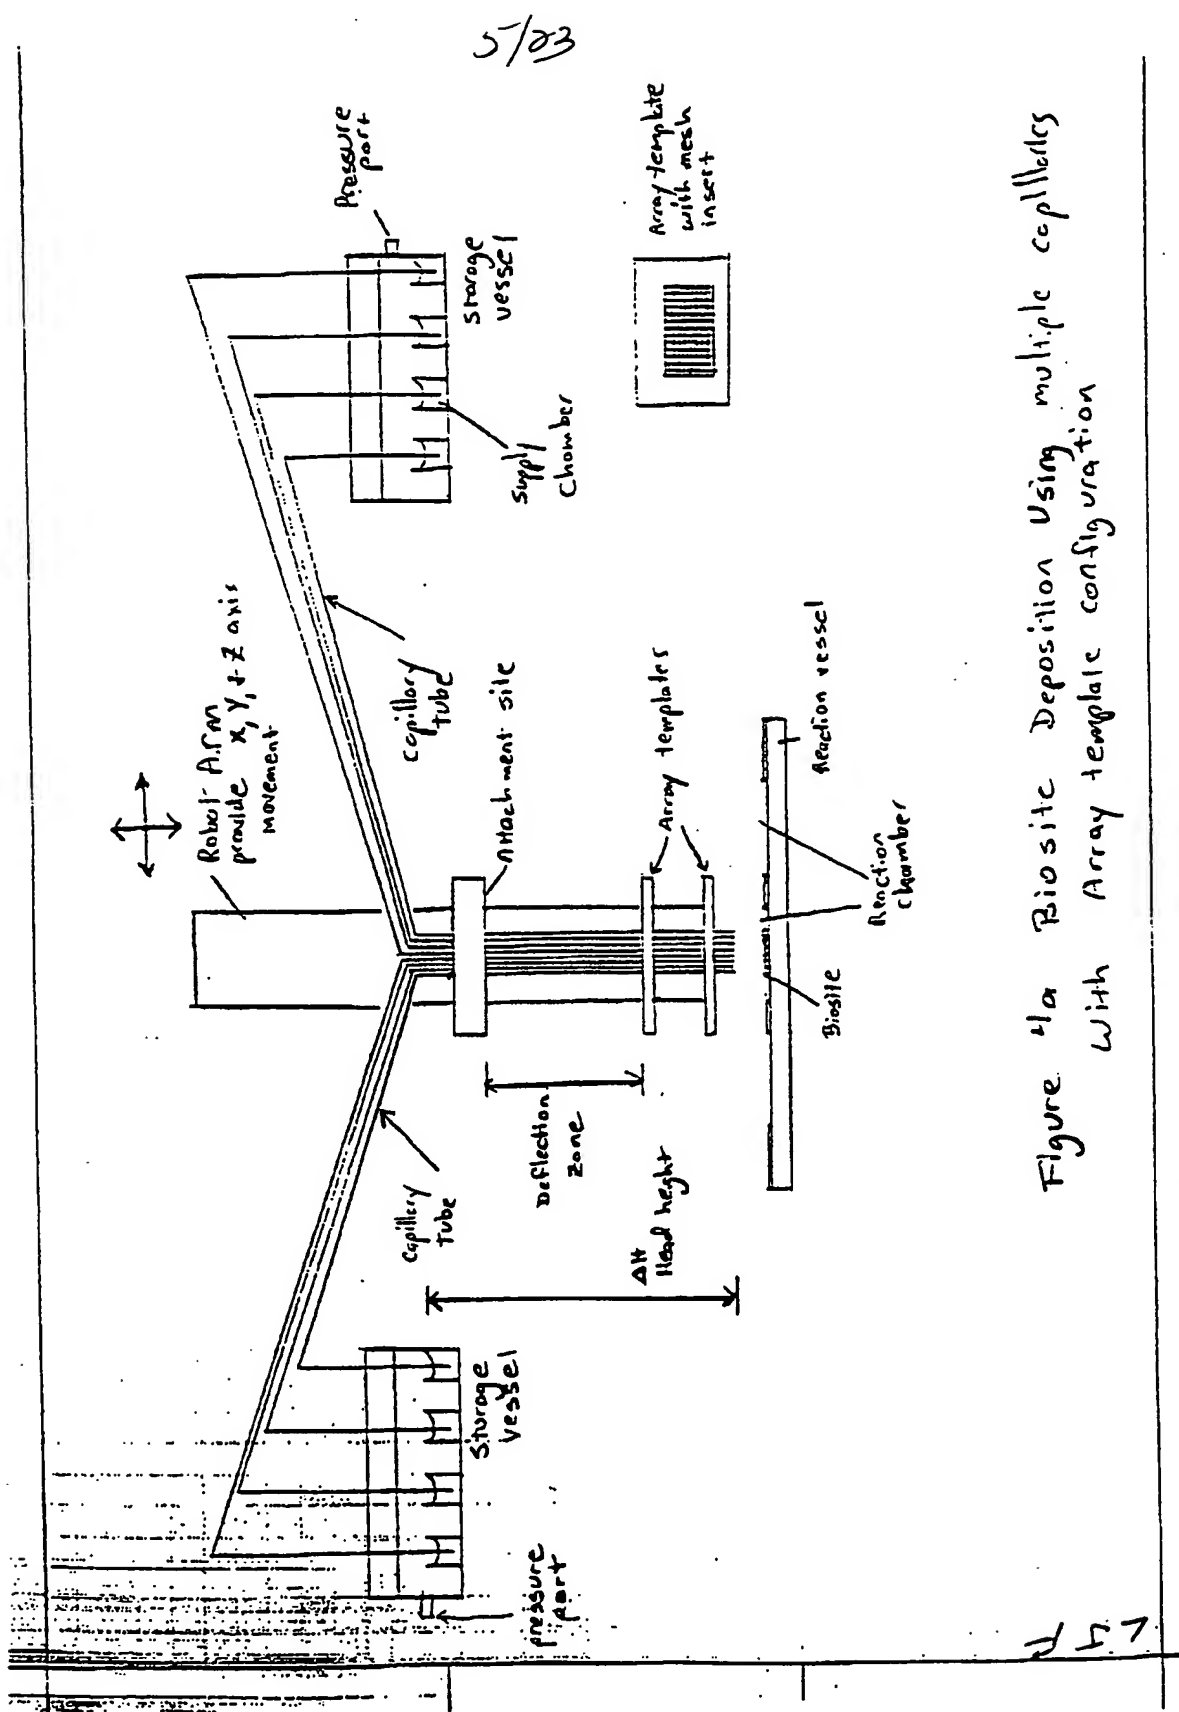 5/23
Robot Arm
provide x, y, + z axis
movement
Pressure
port
capillary
tube
capillary
tube
Storage
vessel
Supply
Chamber
Storage
vessel
pressure
port
Attachment site
Deflection
zone
ΔH
Head height
Array templates
Array template
with mesh
insert
Reaction vessel
Reaction
chamber
Biosite
Figure 4a Biosite Deposition Using multiple capillaries
With Array template configuration